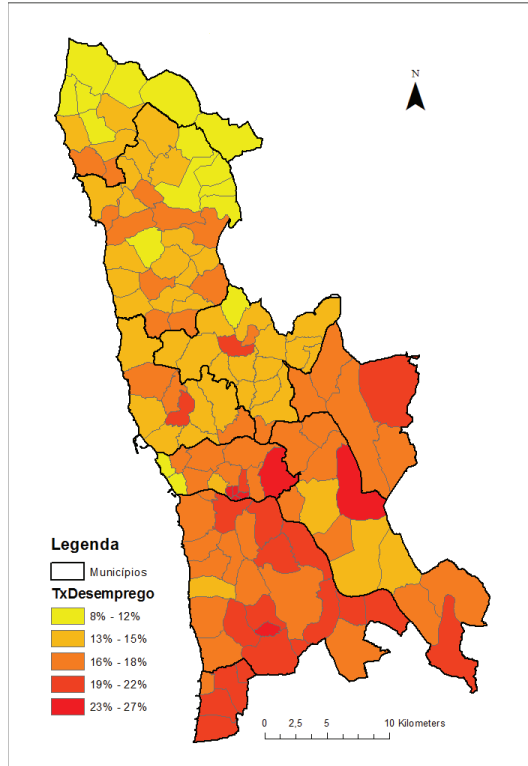 N
Legenda
Municípios
TxDesemprego
8% - 12%
13% - 15%
16% - 18%
19% - 22%
23% - 27%
0 2,5 5 10 Kilometers